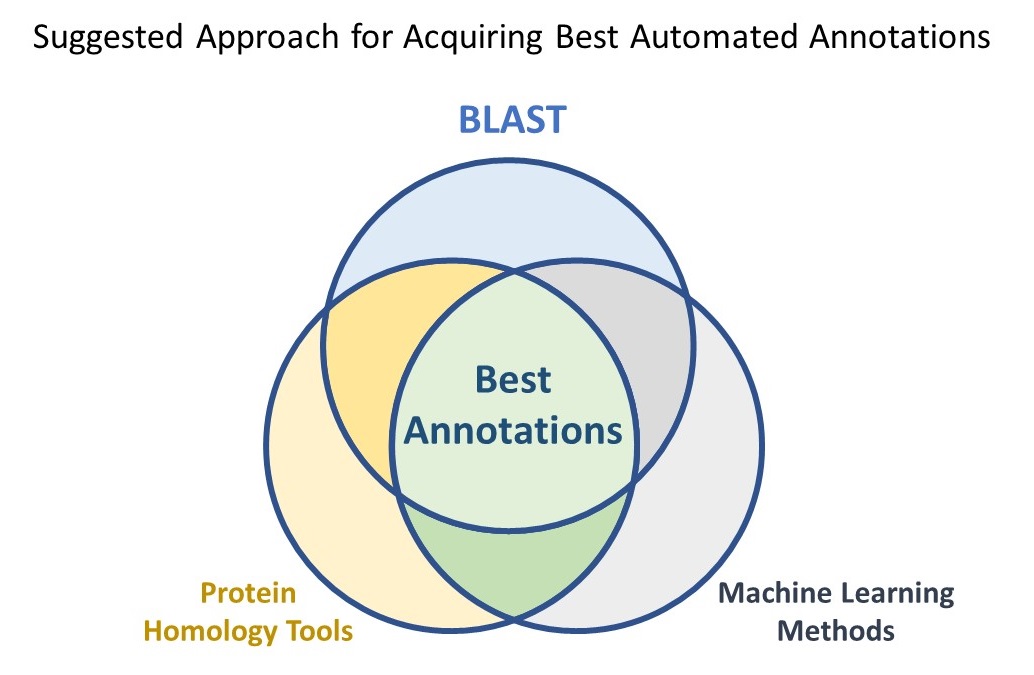 Suggested Approach for Acquiring Best Automated Annotations
BLAST
Best
Annotations
Protein
Homology Tools
Machine Learning
Methods